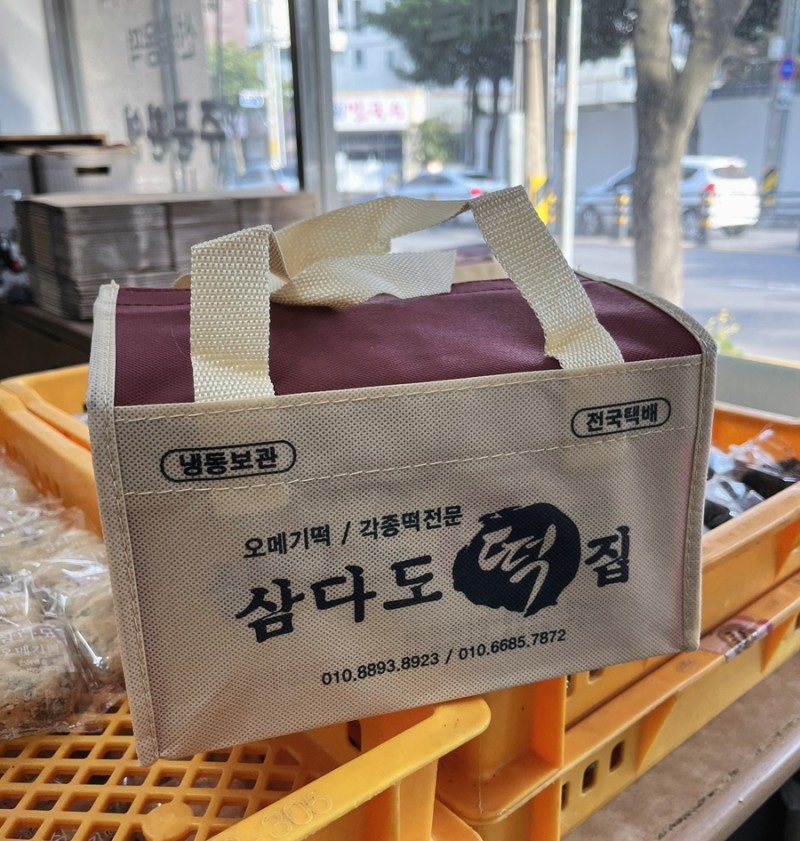 냉동보관
전국택배
오메기떡 / 각종떡전문
삼다도떡집
010.8893.8923 / 010.6685.7872
305